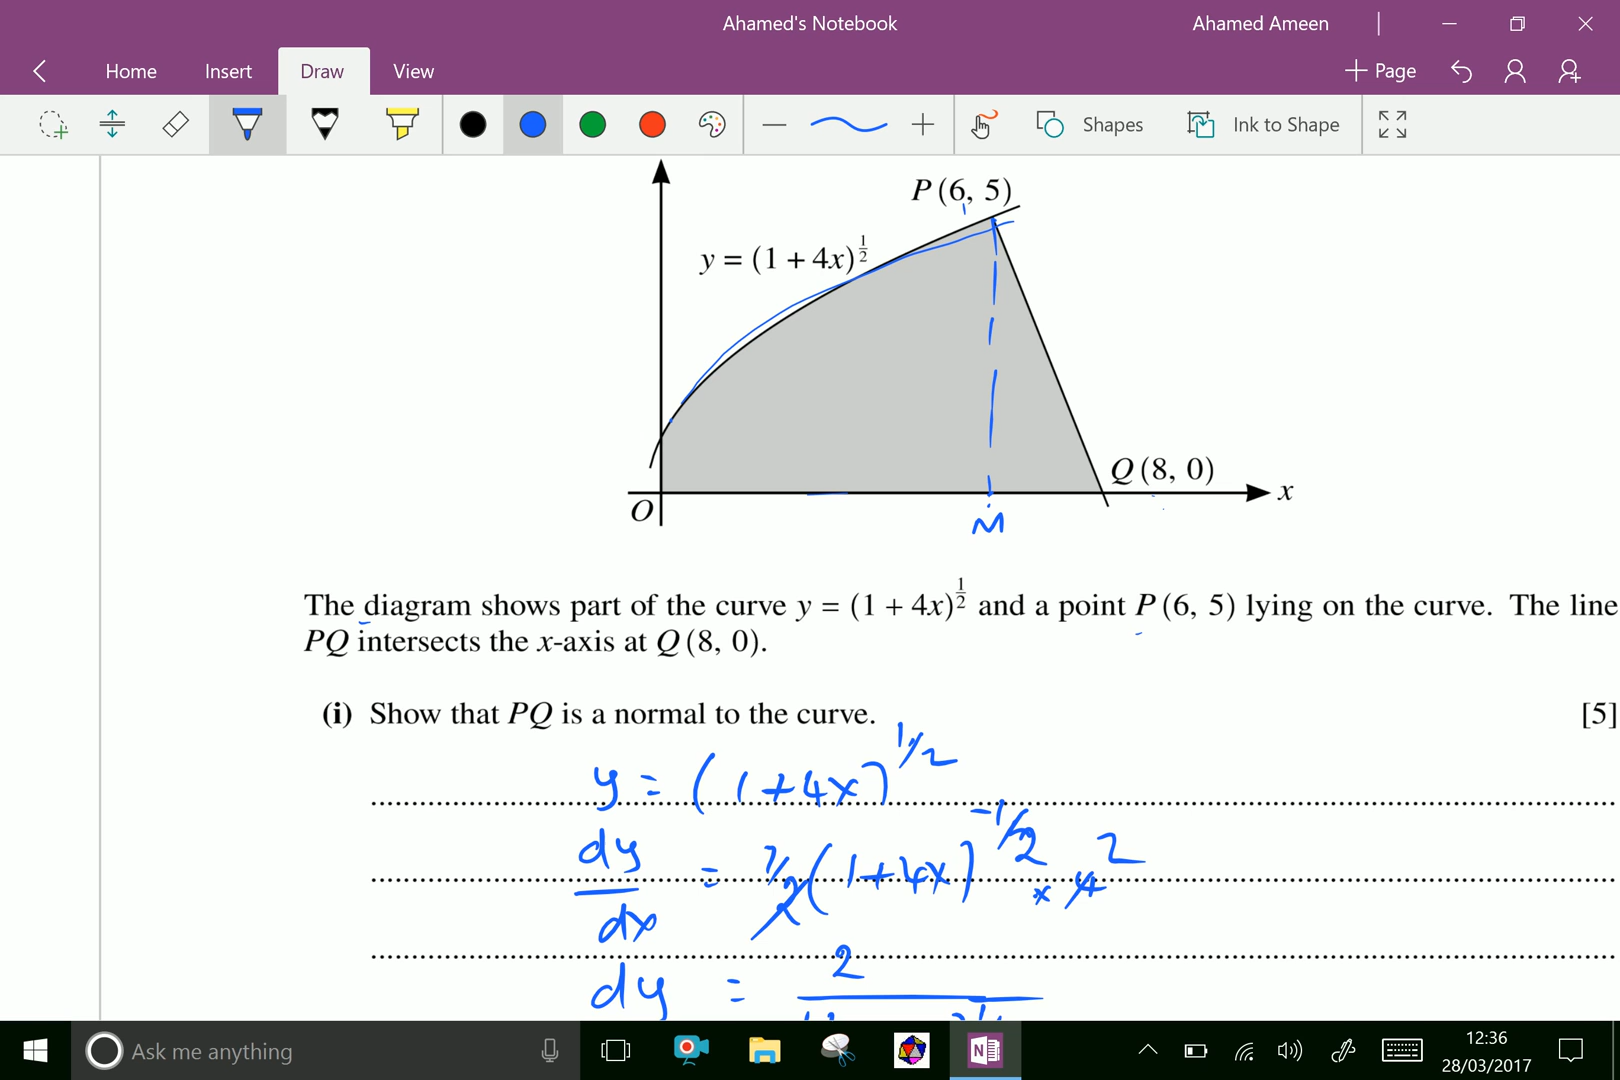 Ahamed's Notebook Ahamed Ameen
Home Insert Draw View Page
Shapes Ink to Shape
P (6, 5)
y = (1 + 4x)^{1/2}
Q (8, 0)
x
O
M
The diagram shows part of the curve y = (1 + 4x)^{1/2} and a point P (6, 5) lying on the curve. The line
PQ intersects the x-axis at Q (8, 0).
(i) Show that PQ is a normal to the curve. [5]
y = (1+4x)^{1/2}
dy/dx = 1/2 (1+4x)^{-1/2} × 4 2
dy = 2
Ask me anything
N
12:36
28/03/2017